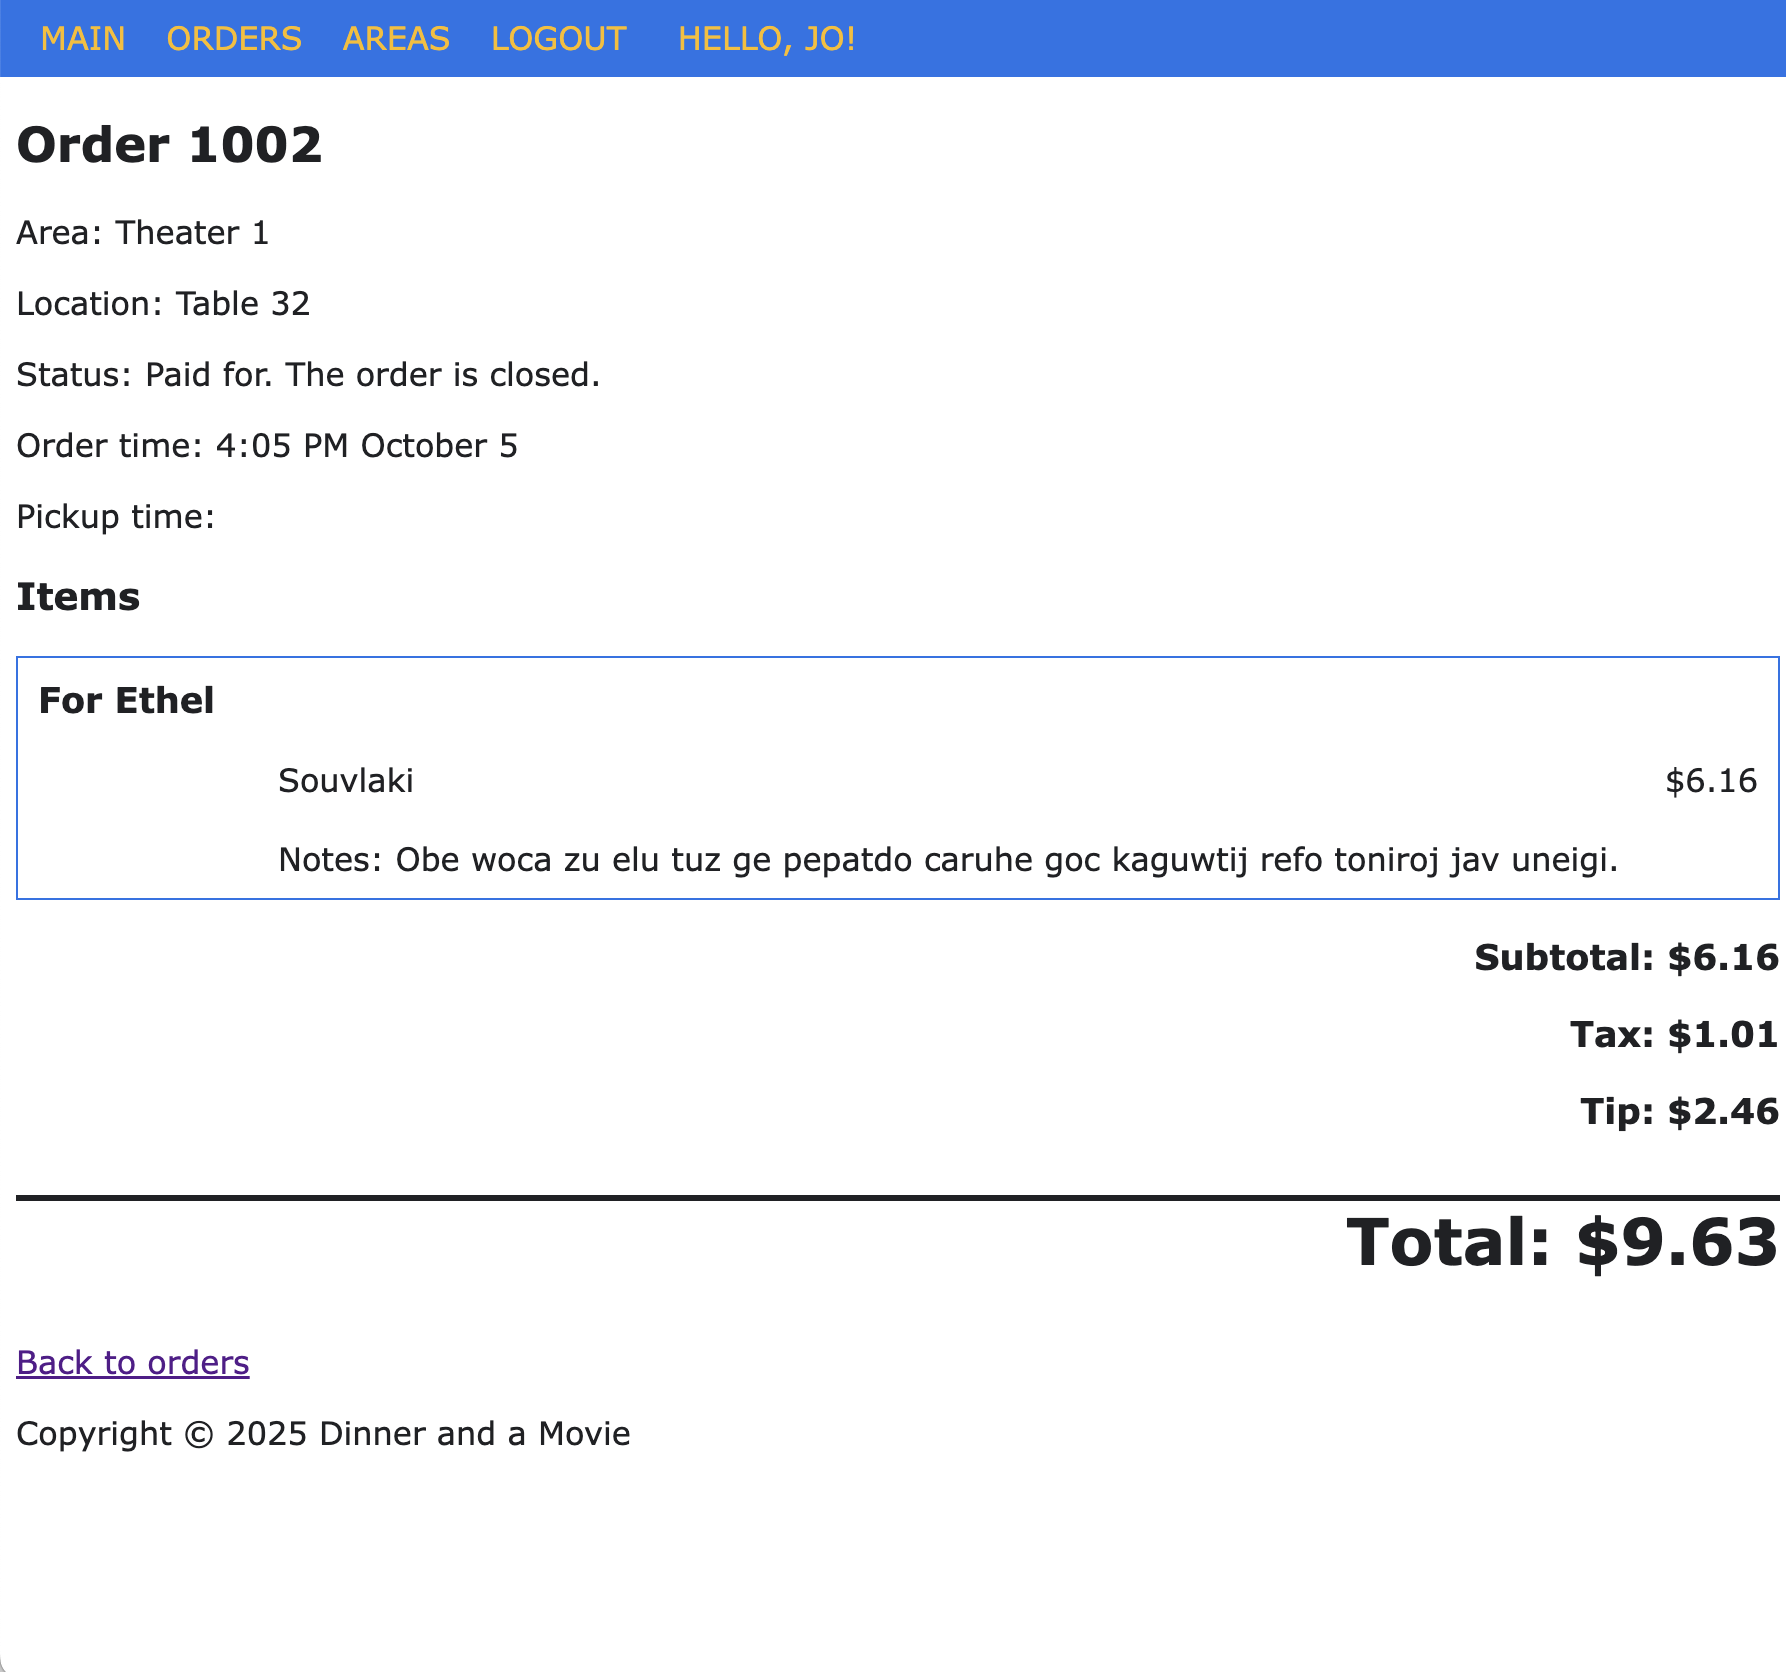 MAIN ORDERS AREAS LOGOUT HELLO, JO!
Order 1002
Area: Theater 1
Location: Table 32
Status: Paid for. The order is closed.
Order time: 4:05 PM October 5
Pickup time:
Items
For Ethel
Souvlaki $6.16
Notes: Obe woca zu elu tuz ge pepatdo caruhe goc kaguwtij refo toniroj jav uneigi.
Subtotal: $6.16
Tax: $1.01
Tip: $2.46
Total: $9.63
Back to orders
Copyright © 2025 Dinner and a Movie